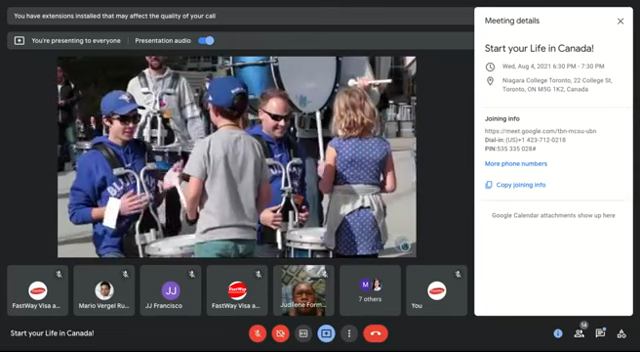 You have extensions installed that may affect the quality of your call
You're presenting to everyone
Presentation audio
Meeting details
Start your Life in Canada!
Wed, Aug 4, 2021 6:30 PM - 7:30 PM
Niagara College Toronto, 22 College St,
Toronto, ON M5G 1K2, Canada
Joining info
https://meet.google.com/tbn-mcsu-ubn
Dial-in: (US)+1 423-712-0218
PIN:535 335 028#
More phone numbers
Copy joining info
Google Calendar attachments show up here
FastWay Visa a...
Mario Vergel Ru...
JJ
JJ Francisco
FastWay
FastWay Visa a...
Judilene Form...
M
7 others
You
Start your Life in Canada!
14